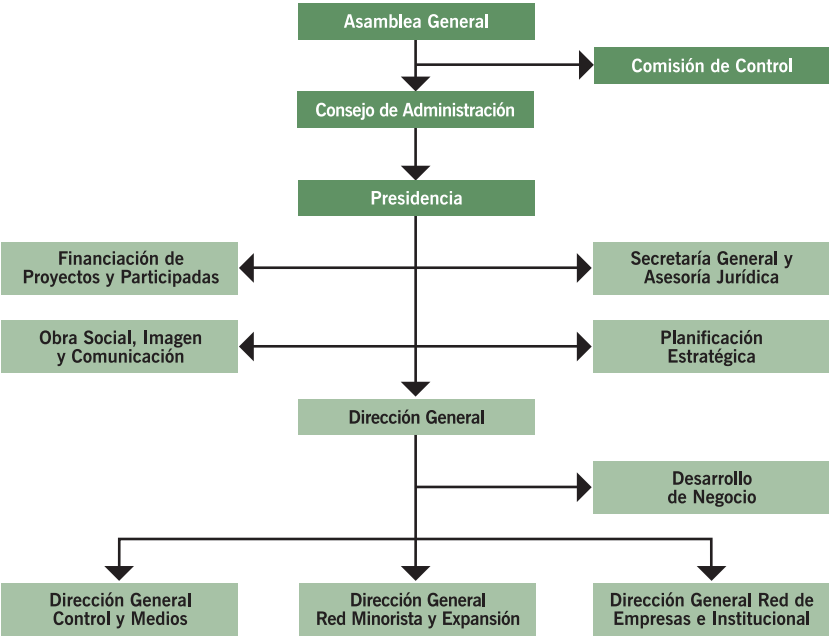 Asamblea General
Comisión de Control
Consejo de Administración
Presidencia
Financiación de
Proyectos y Participadas
Secretaría General y
Asesoría Jurídica
Obra Social, Imagen
y Comunicación
Planificación
Estratégica
Dirección General
Desarrollo
de Negocio
Dirección General
Control y Medios
Dirección General
Red Minorista y Expansión
Dirección General Red de
Empresas e Institucional